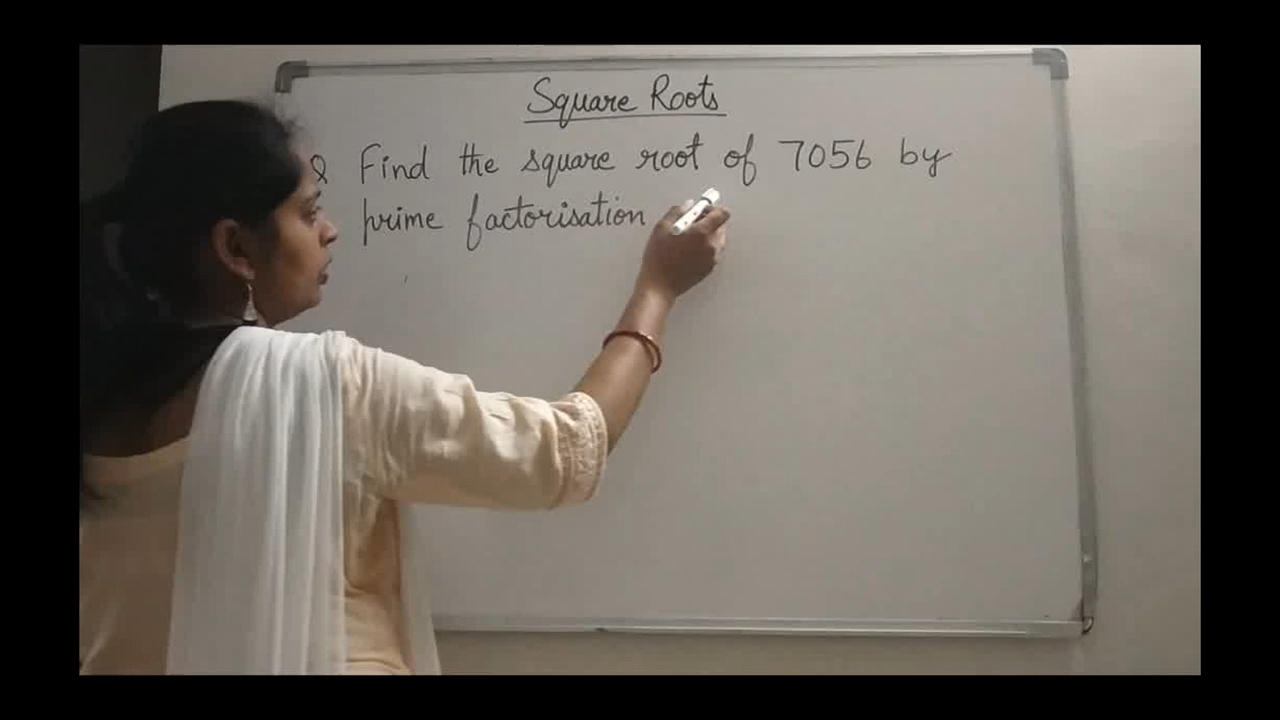 Square Roots
Q Find the square root of 7056 by
prime factorisation